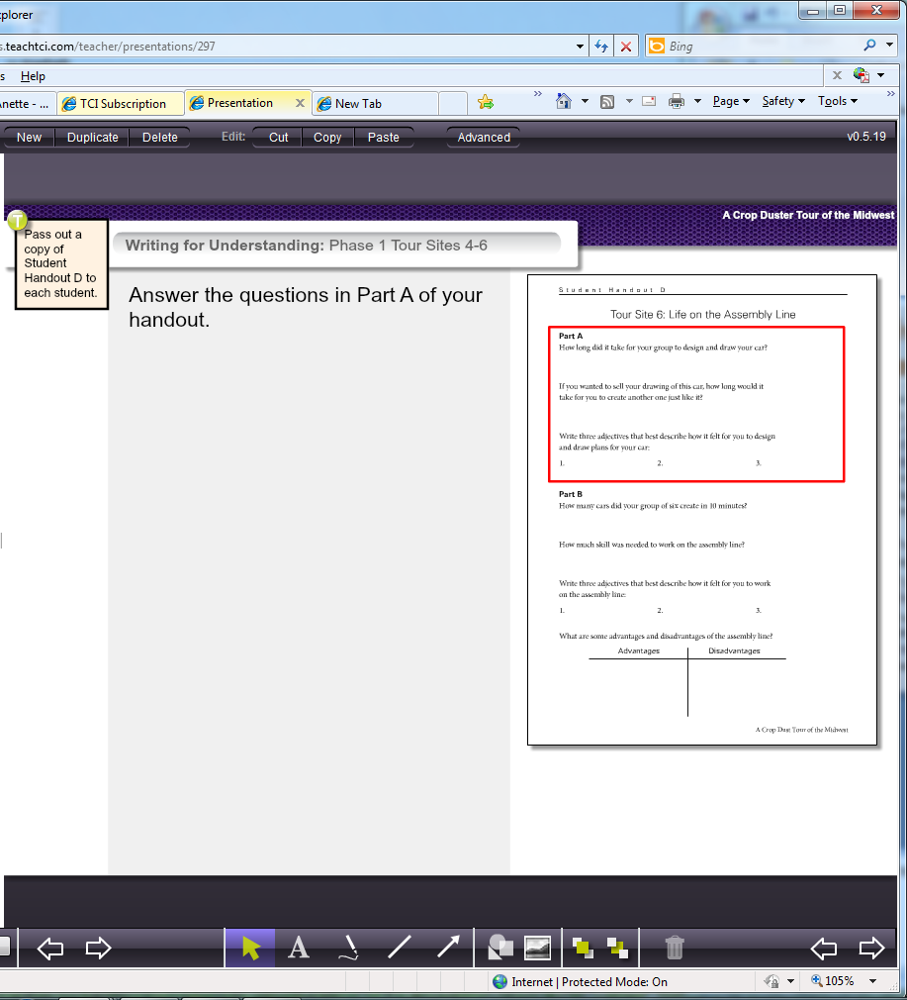 xplorer
s.teachtci.com/teacher/presentations/297
Bing
s Help
nette - ...
TCI Subscription
Presentation
New Tab
Page
Safety
Tools
New
Duplicate
Delete
Edit:
Cut
Copy
Paste
Advanced
v0.5.19
A Crop Duster Tour of the Midwest
T
Pass out a
copy of
Student
Handout D to
each student.
Writing for Understanding: Phase 1 Tour Sites 4-6
Answer the questions in Part A of your
handout.
Student Handout D
Tour Site 6: Life on the Assembly Line
Part A
How long did it take for your group to design and draw your car?
If you wanted to sell your drawing of this car, how long would it
take for you to create another one just like it?
Write three adjectives that best describe how it felt for you to design
and draw plans for your car:
1. 2. 3.
Part B
How many cars did your group of six create in 10 minutes?
How much skill was needed to work on the assembly line?
Write three adjectives that best describe how it felt for you to work
on the assembly line:
1. 2. 3.
What are some advantages and disadvantages of the assembly line?
Advantages Disadvantages
A Crop Dust Tour of the Midwest
A
Internet | Protected Mode: On
105%